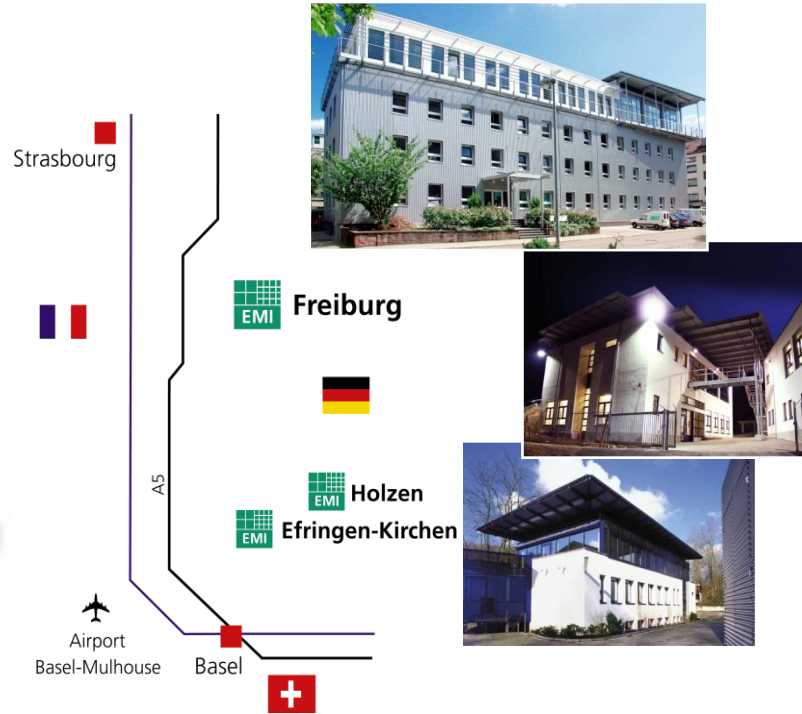 Strasbourg
EMI
Freiburg
A5
EMI
Holzen
EMI
Efringen-Kirchen
Airport
Basel-Mulhouse
Basel